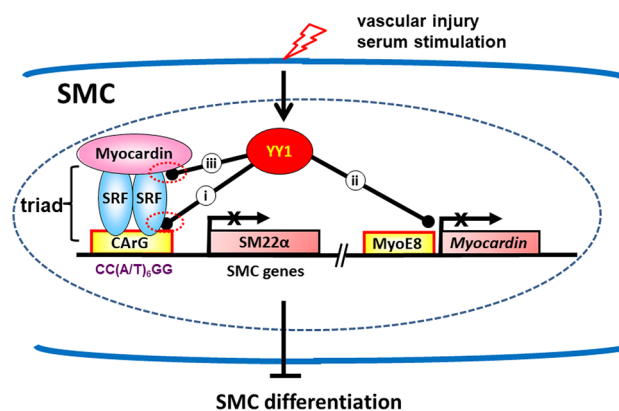 vascular injury
serum stimulation
SMC
Myocardin
YY1
iii
ii
i
triad
SRF SRF
CArG
SM22α
MyoE8
Myocardin
CC(A/T)₆GG
SMC genes
//
x
x
SMC differentiation